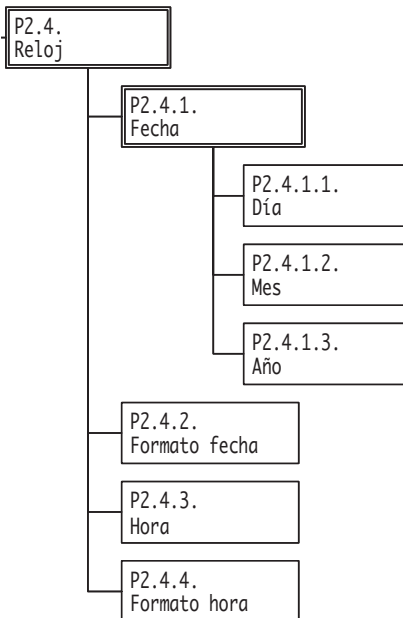 P2.4.
Reloj
P2.4.1.
Fecha
P2.4.1.1.
Día
P2.4.1.2.
Mes
P2.4.1.3.
Año
P2.4.2.
Formato fecha
P2.4.3.
Hora
P2.4.4.
Formato hora